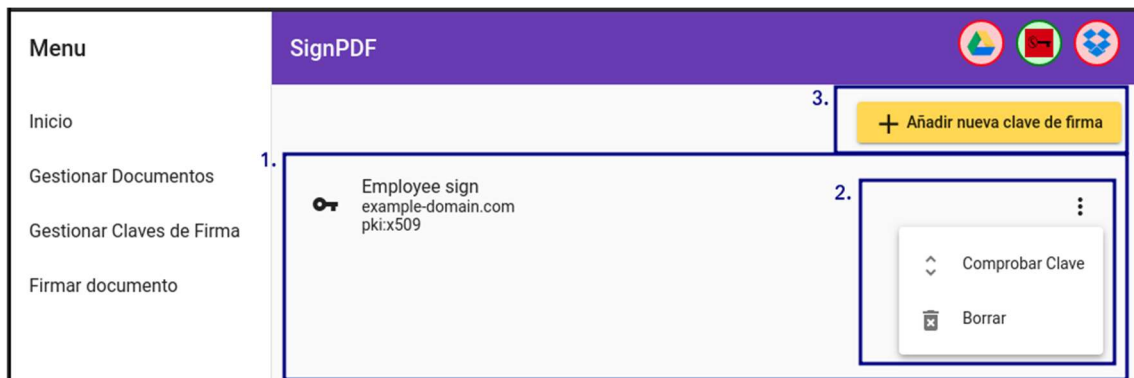 Menu
SignPDF
Inicio
Gestionar Documentos
Gestionar Claves de Firma
Firmar documento
3.
Añadir nueva clave de firma
1.
Employee sign
example-domain.com
pki:x509
2.
Comprobar Clave
Borrar